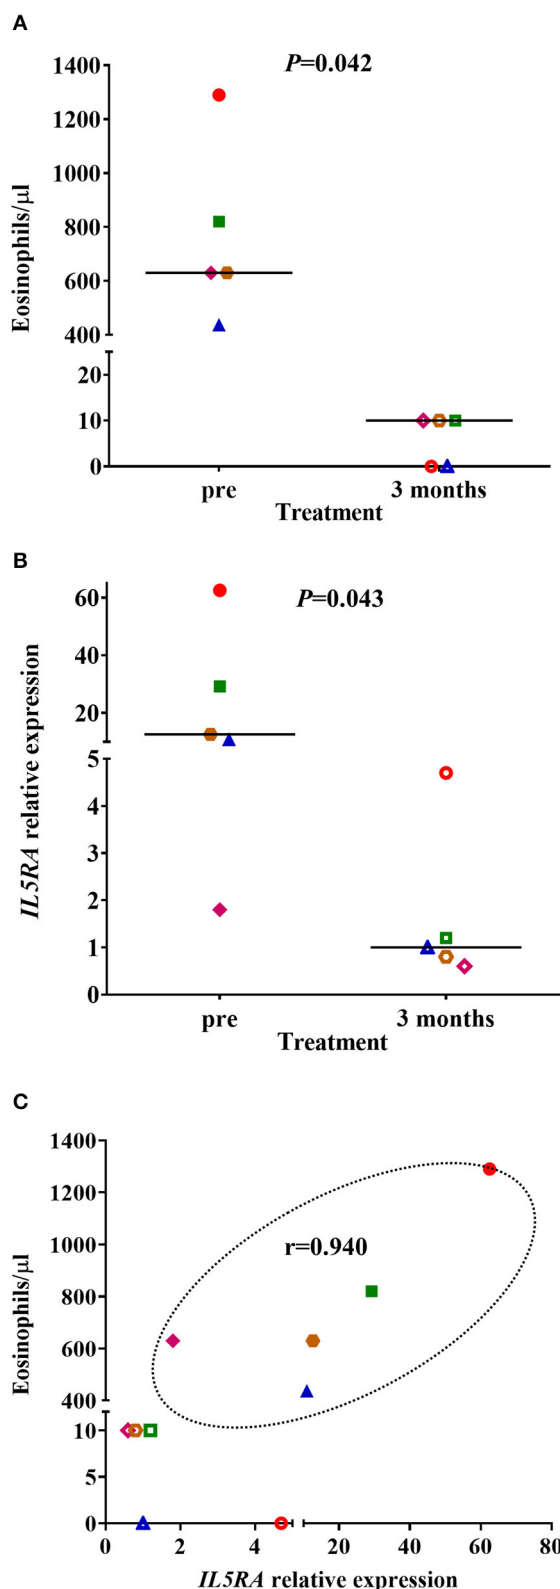 A
P=0.042
1400
1200
1000
800
600
400
20
10
0
Eosinophils/µl
pre
3 months
Treatment
B
P=0.043
60
40
20
5
4
3
2
1
0
IL5RA relative expression
pre
3 months
Treatment
C
1400
1200
1000
800
600
400
10
5
0
Eosinophils/µl
r=0.940
0 2 4 20 40 60 80
IL5RA relative expression